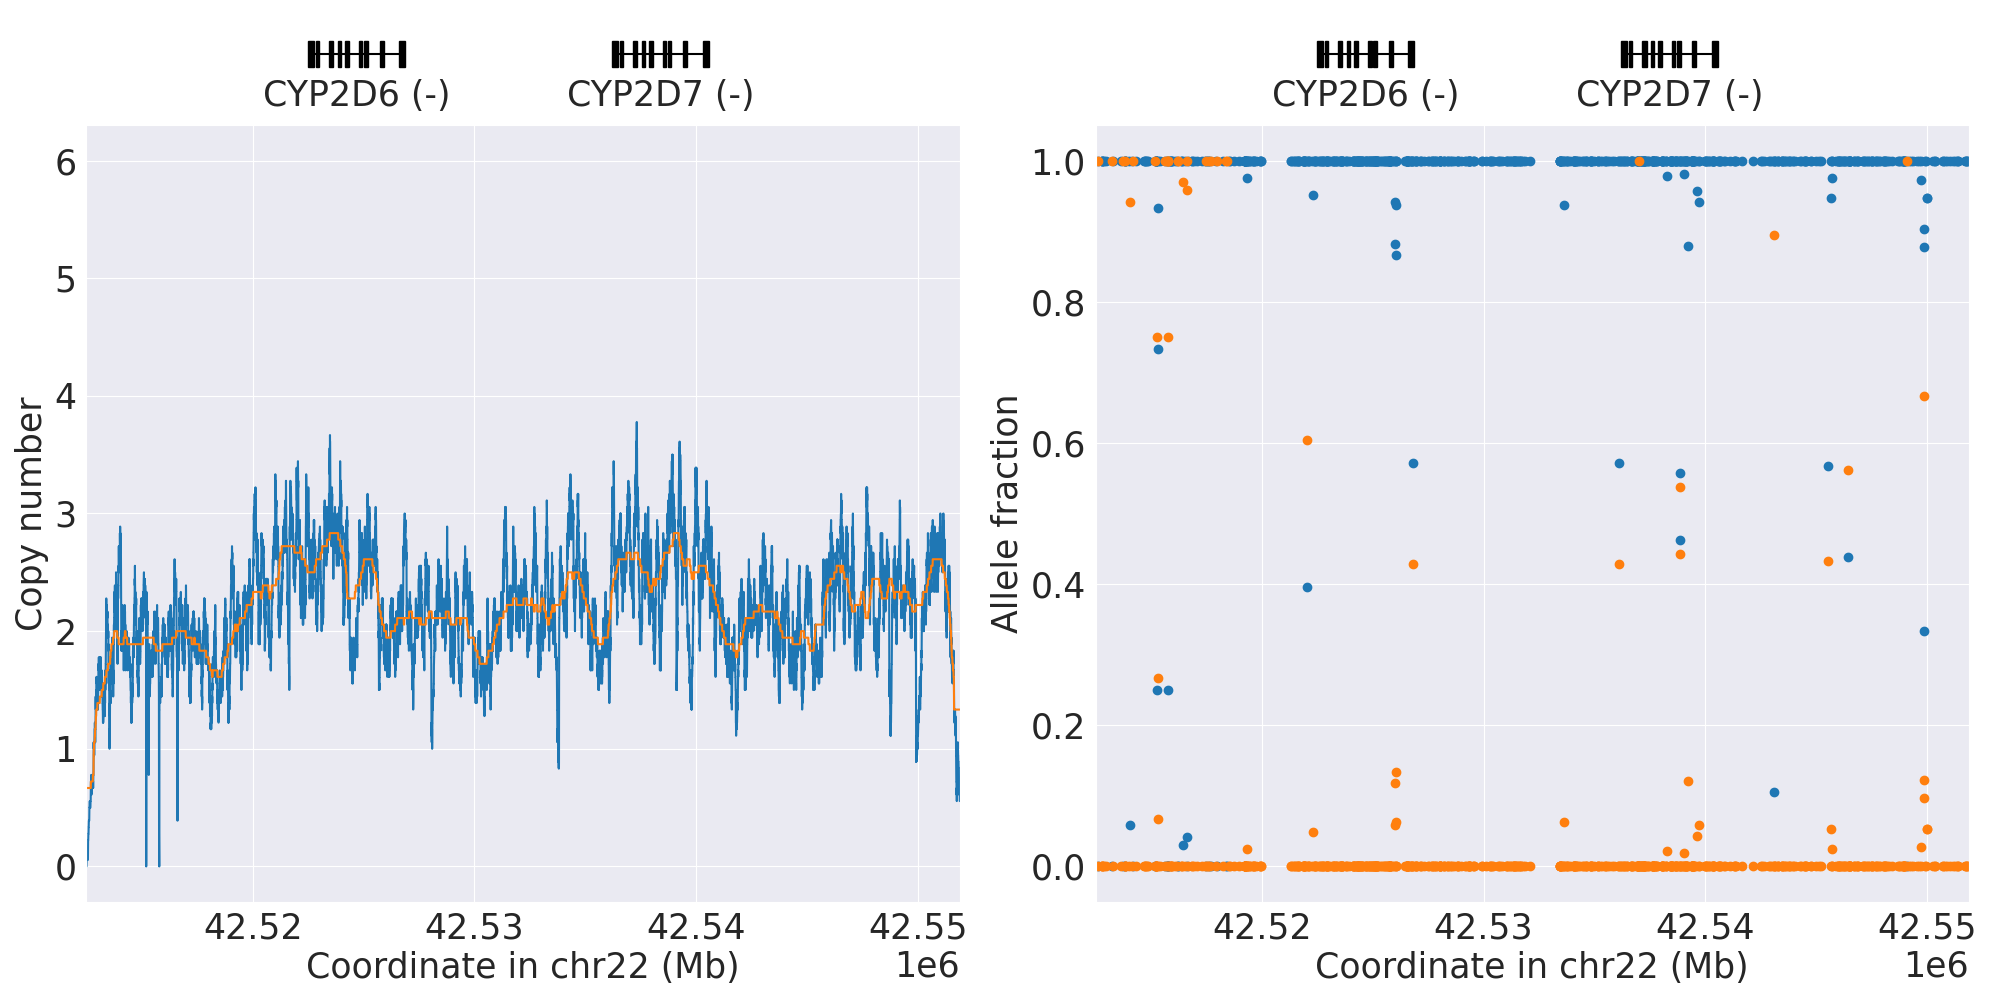 CYP2D6 (-)
CYP2D7 (-)
6
5
4
3
2
1
0
Copy number
42.52
42.53
42.54
42.55
Coordinate in chr22 (Mb)
1e6
CYP2D6 (-)
CYP2D7 (-)
1.0
0.8
0.6
0.4
0.2
0.0
Allele fraction
42.52
42.53
42.54
42.55
Coordinate in chr22 (Mb)
1e6